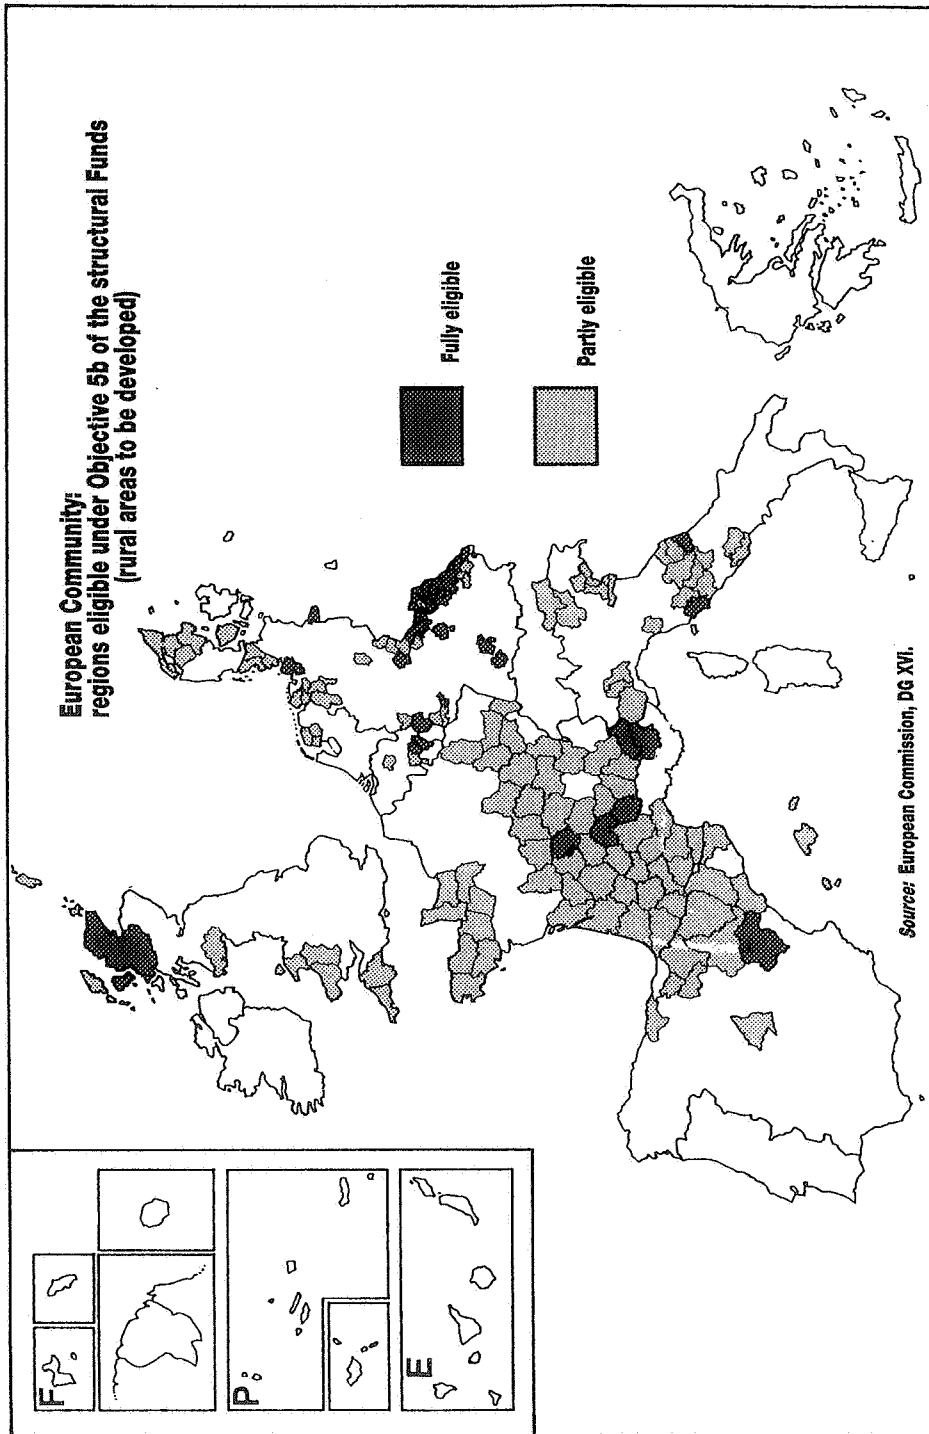 European Community:
regions eligible under Objective 5b of the structural Funds
(rural areas to be developed)
Fully eligible
Partly eligible
F
P
E
Source: European Commission, DG XVI.